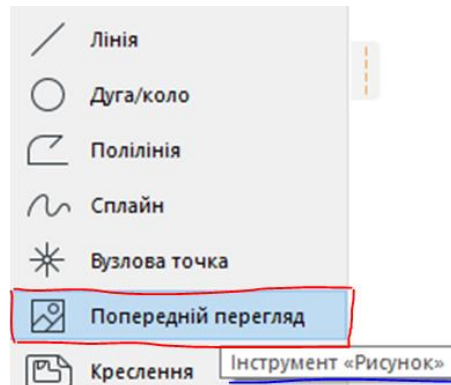 Лінія
Дуга/коло
Полілінія
Сплайн
Вузлова точка
Попередній перегляд
Креслення
Інструмент «Рисунок»